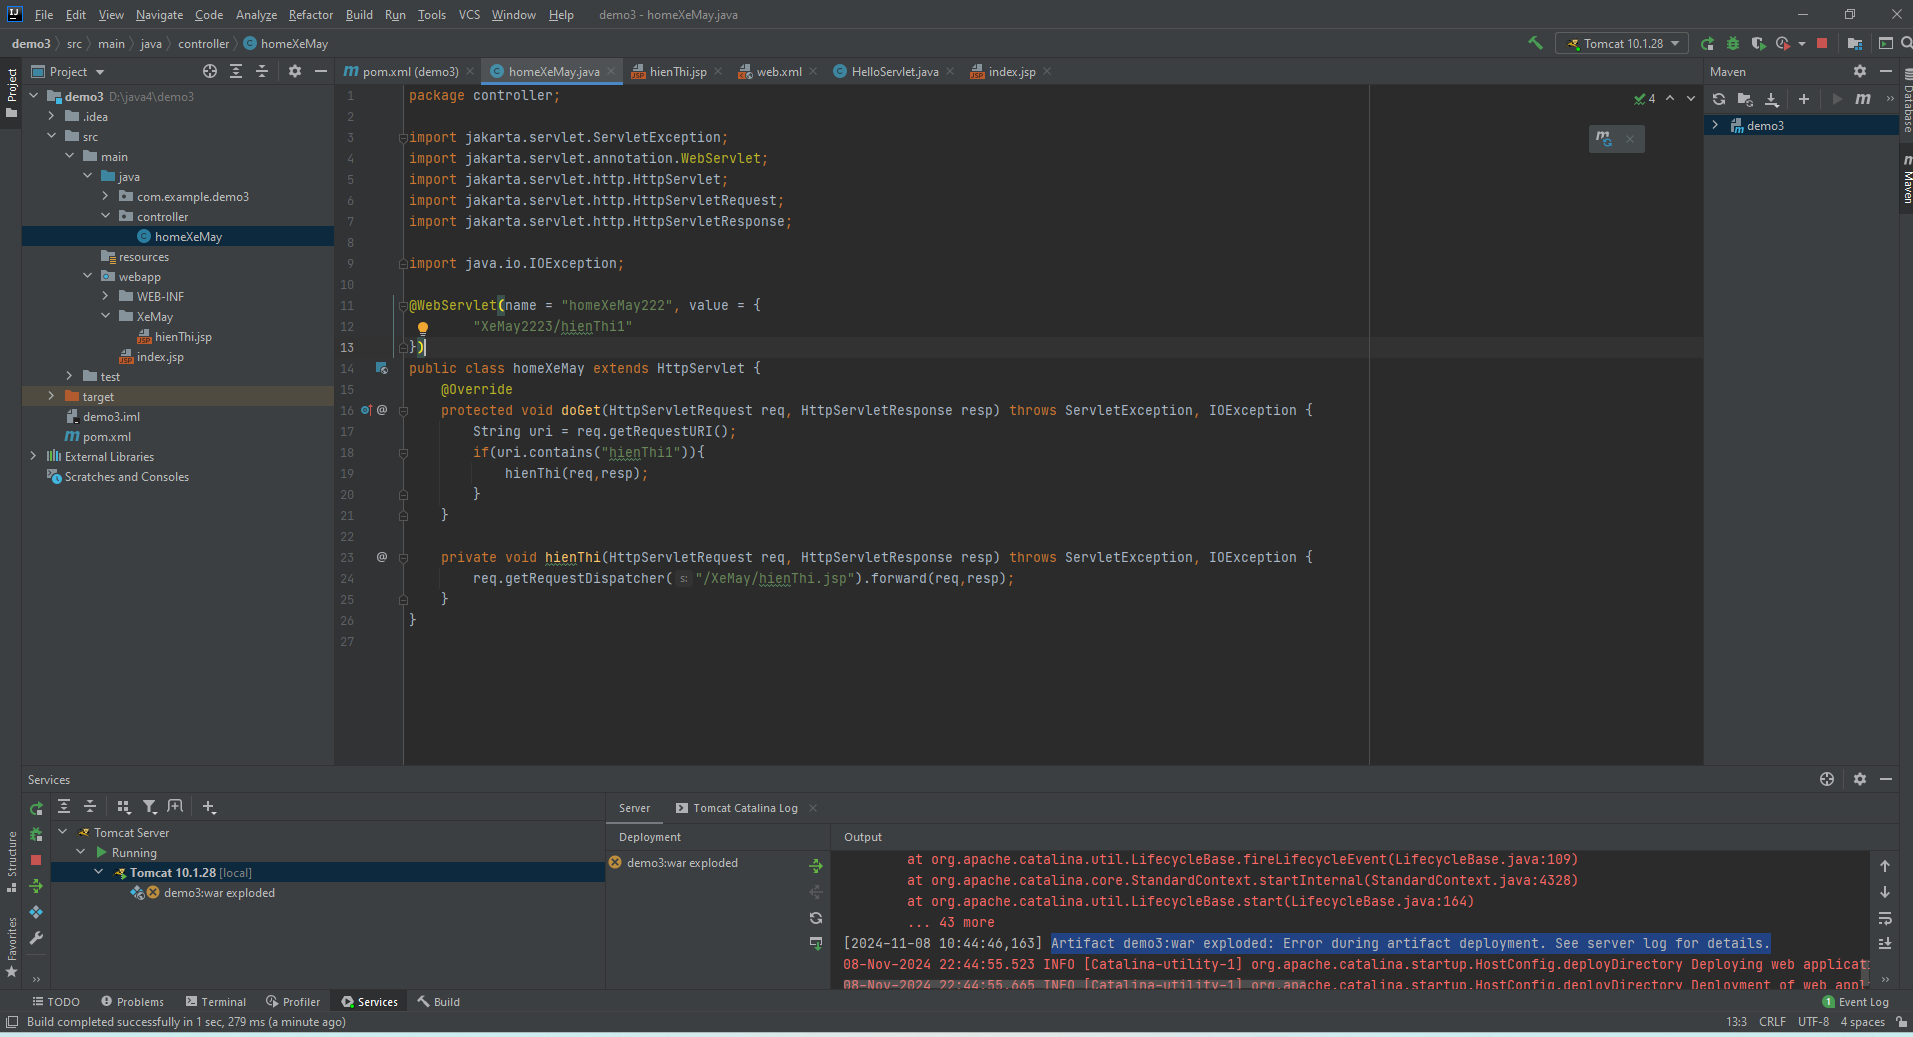 File Edit View Navigate Code Analyze Refactor Build Run Tools VCS Window Help demo3 - homeXeMay.java
demo3 src main java controller homeXeMay Tomcat 10.1.28
Project
pom.xml (demo3) homeXeMay.java hienThi.jsp web.xml HelloServlet.java index.jsp
Maven
demo3 D:\java4\demo3
.idea
src
main
java
com.example.demo3
controller
homeXeMay
resources
webapp
WEB-INF
XeMay
hienThi.jsp
index.jsp
test
target
demo3.iml
pom.xml
External Libraries
Scratches and Consoles
1 package controller;
2
3 import jakarta.servlet.ServletException;
4 import jakarta.servlet.annotation.WebServlet;
5 import jakarta.servlet.http.HttpServlet;
6 import jakarta.servlet.http.HttpServletRequest;
7 import jakarta.servlet.http.HttpServletResponse;
8
9 import java.io.IOException;
10
11 @WebServlet(name = "homeXeMay222", value = {
12 "XeMay2223/hienThi1"
13 })
14 public class homeXeMay extends HttpServlet {
15 @Override
16 protected void doGet(HttpServletRequest req, HttpServletResponse resp) throws ServletException, IOException {
17 String uri = req.getRequestURI();
18 if(uri.contains("hienThi1")){
19 hienThi(req,resp);
20 }
21 }
22
23 private void hienThi(HttpServletRequest req, HttpServletResponse resp) throws ServletException, IOException {
24 req.getRequestDispatcher( s: "/XeMay/hienThi.jsp").forward(req,resp);
25 }
26 }
27
4
demo3
Project
Database
Maven
Structure
Favorites
Services
Tomcat Server
Running
Tomcat 10.1.28 [local]
demo3:war exploded
Server Tomcat Catalina Log
Deployment
demo3:war exploded
Output
at org.apache.catalina.util.LifecycleBase.fireLifecycleEvent(LifecycleBase.java:109)
at org.apache.catalina.core.StandardContext.startInternal(StandardContext.java:4328)
at org.apache.catalina.util.LifecycleBase.start(LifecycleBase.java:164)
... 43 more
[2024-11-08 10:44:46,163] Artifact demo3:war exploded: Error during artifact deployment. See server log for details.
08-Nov-2024 22:44:55.523 INFO [Catalina-utility-1] org.apache.catalina.startup.HostConfig.deployDirectory Deploying web applicat
08-Nov-2024 22:44:55.665 INFO [Catalina-utility-1] org.apache.catalina.startup.HostConfig.deployDirectory Deployment of web appl
TODO Problems Terminal Profiler Services Build 1 Event Log
Build completed successfully in 1 sec, 279 ms (a minute ago) 13:3 CRLF UTF-8 4 spaces